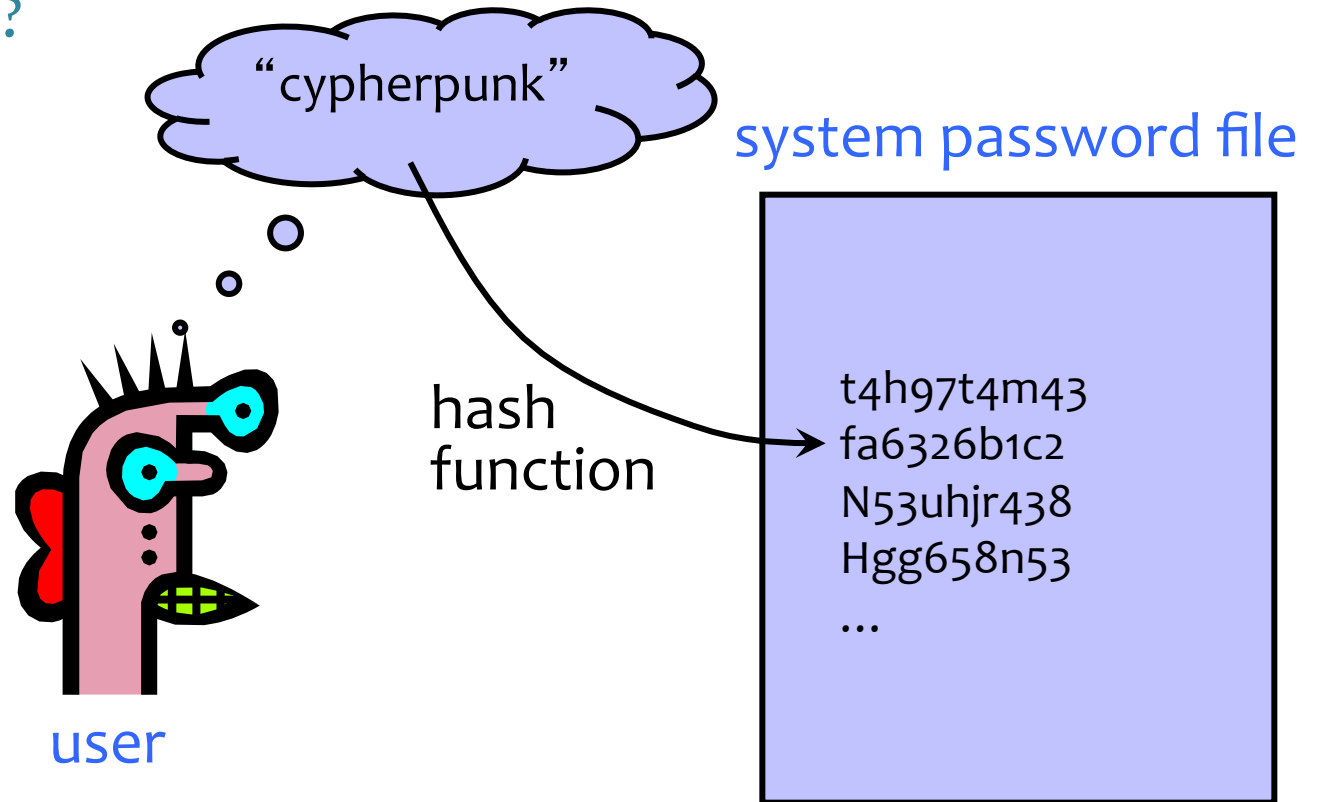 ?
“cypherpunk”
system password file
hash
function
t4h97t4m43
fa6326b1c2
N53uhjr438
Hgg658n53
...
user